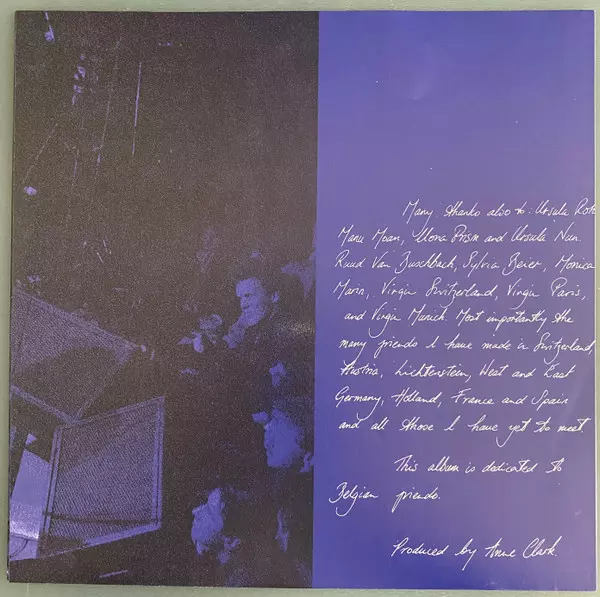 Many thanks also to: Ursula Rot
Manu Moan, Mona Prism and Ursula Nun.
Ruud Van Busschbach, Sylvia Beier, Monica
Marin, Virgin Switzerland, Virgin Paris,
and Virgin Munich. Most importantly the
many friends I have made in Switzerland,
Austria, Lichtenstein, West and East
Germany, Holland, France and Spain
and all those I have yet to meet.
This album is dedicated to
Belgian friends.
Produced by Anne Clark.